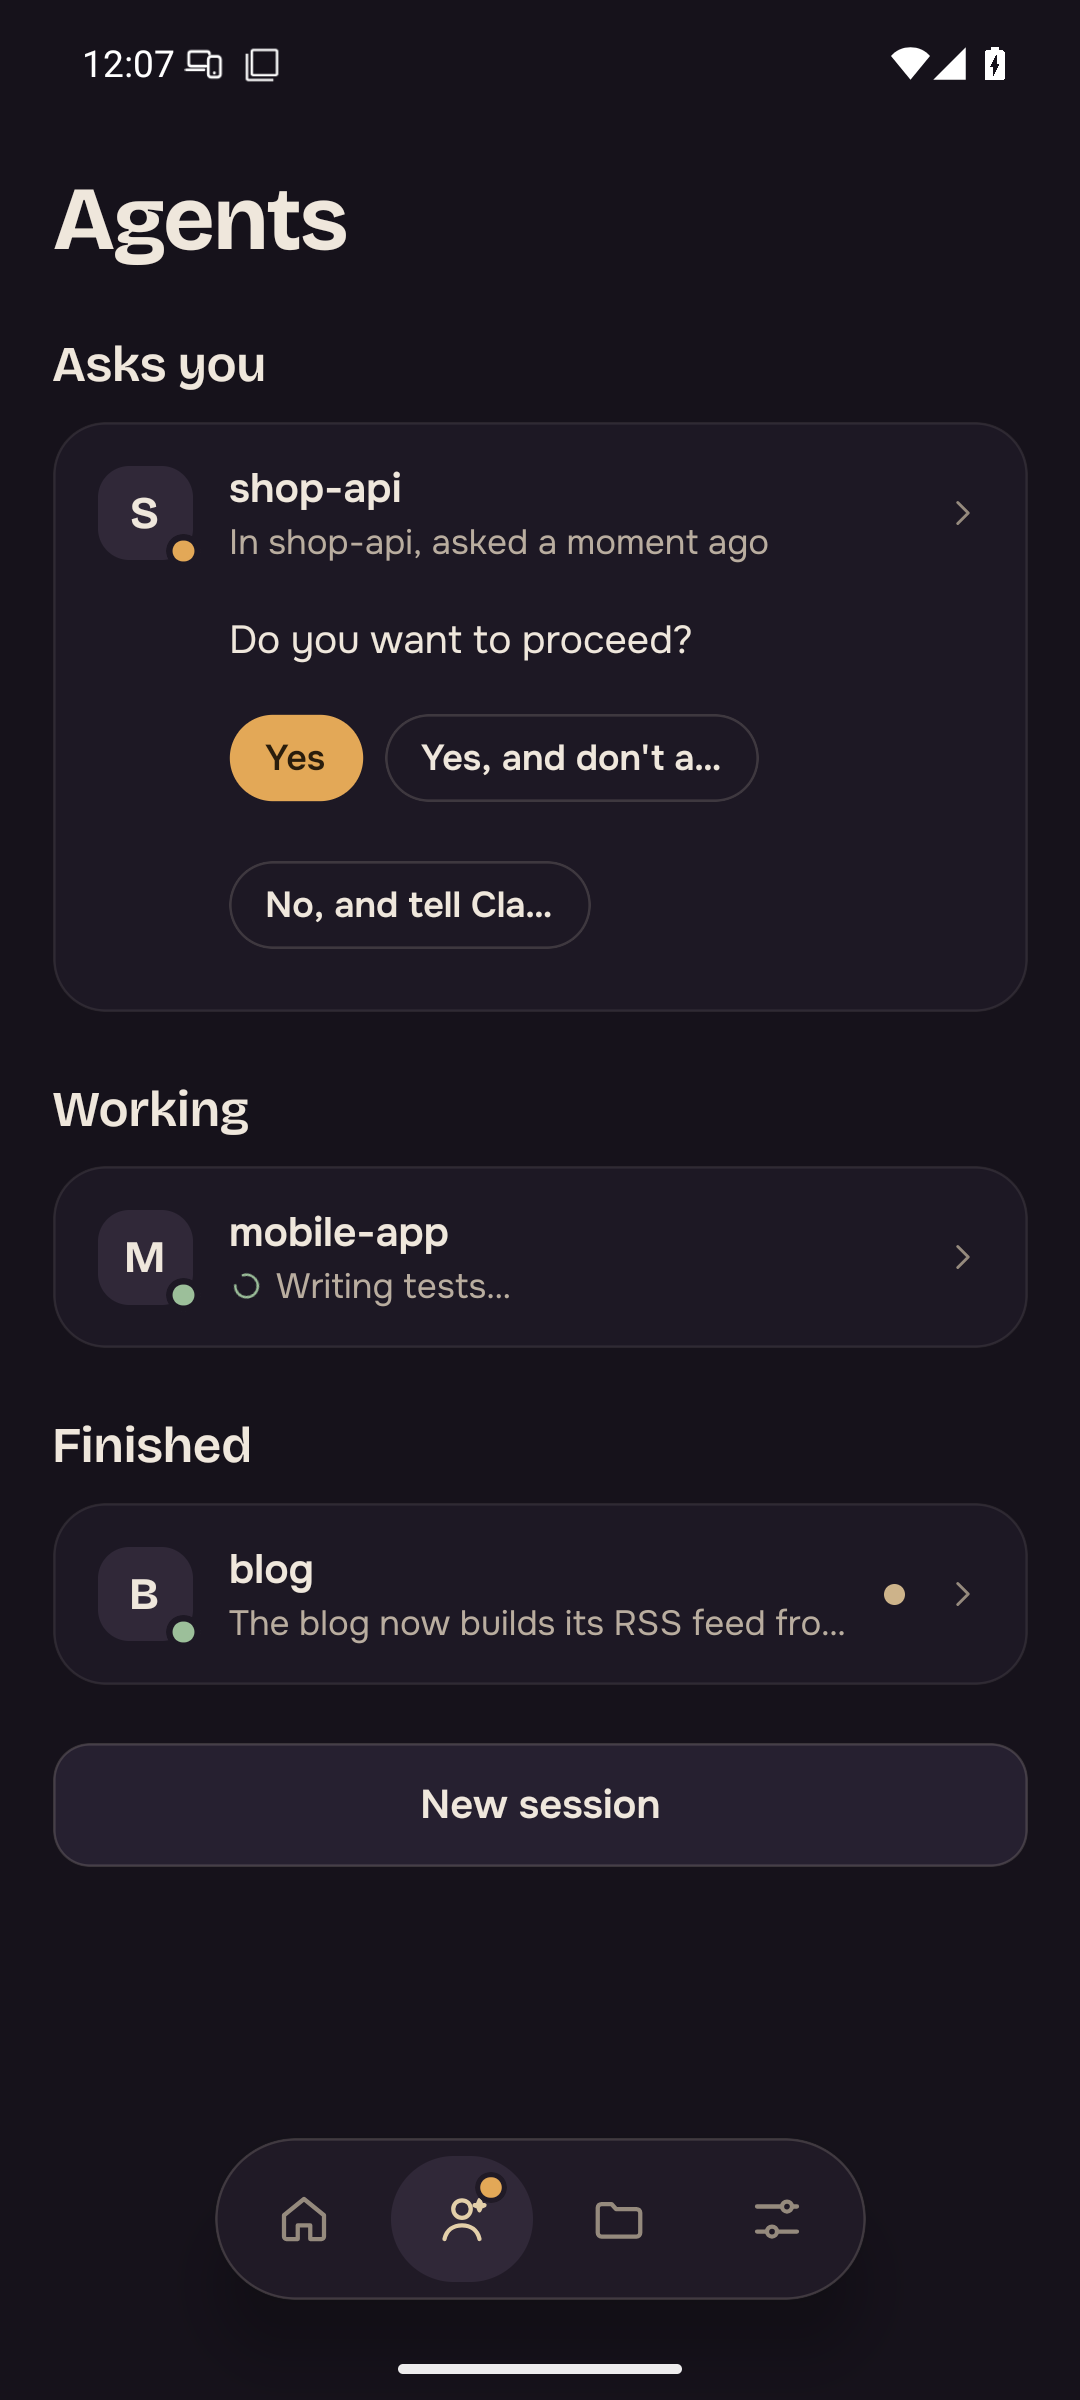 12:07
Agents
Asks you
S
shop-api
In shop-api, asked a moment ago
Do you want to proceed?
Yes
Yes, and don't a...
No, and tell Cla...
Working
M
mobile-app
Writing tests...
Finished
B
blog
The blog now builds its RSS feed fro...
New session